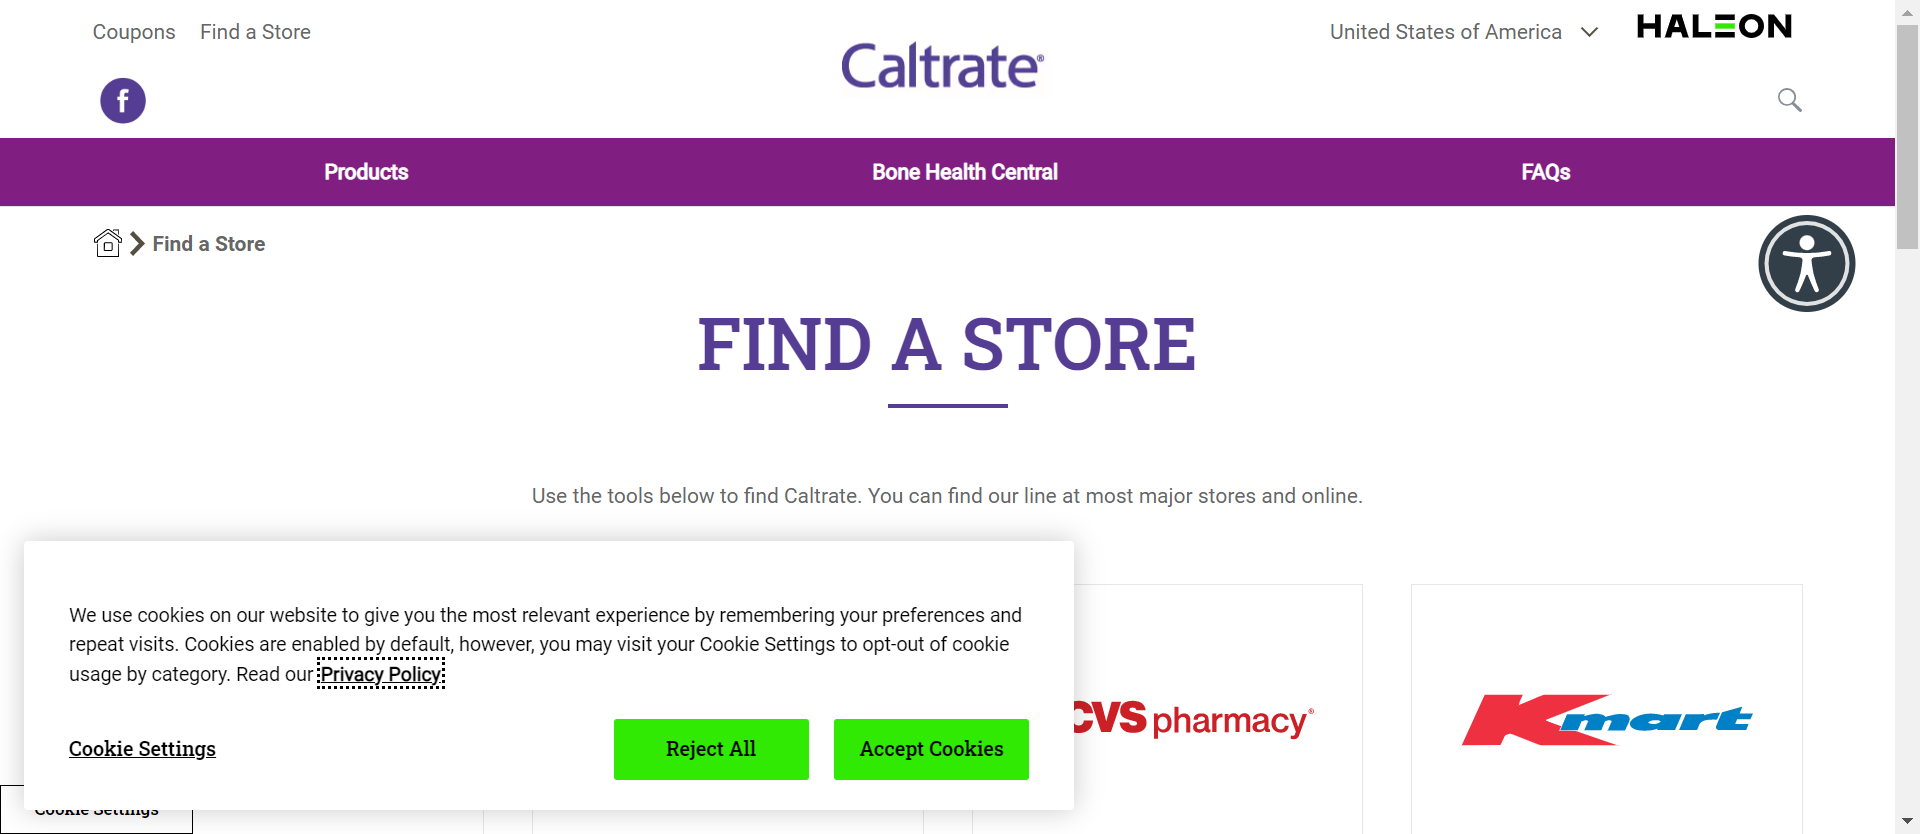 Coupons Find a Store
United States of America
HALEON
Caltrate®
f
Products Bone Health Central FAQs
Find a Store
FIND A STORE
Use the tools below to find Caltrate. You can find our line at most major stores and online.
We use cookies on our website to give you the most relevant experience by remembering your preferences and
repeat visits. Cookies are enabled by default, however, you may visit your Cookie Settings to opt-out of cookie
usage by category. Read our Privacy Policy
Cookie Settings Reject All Accept Cookies
CVS pharmacy®
Kmart
Cookie Settings